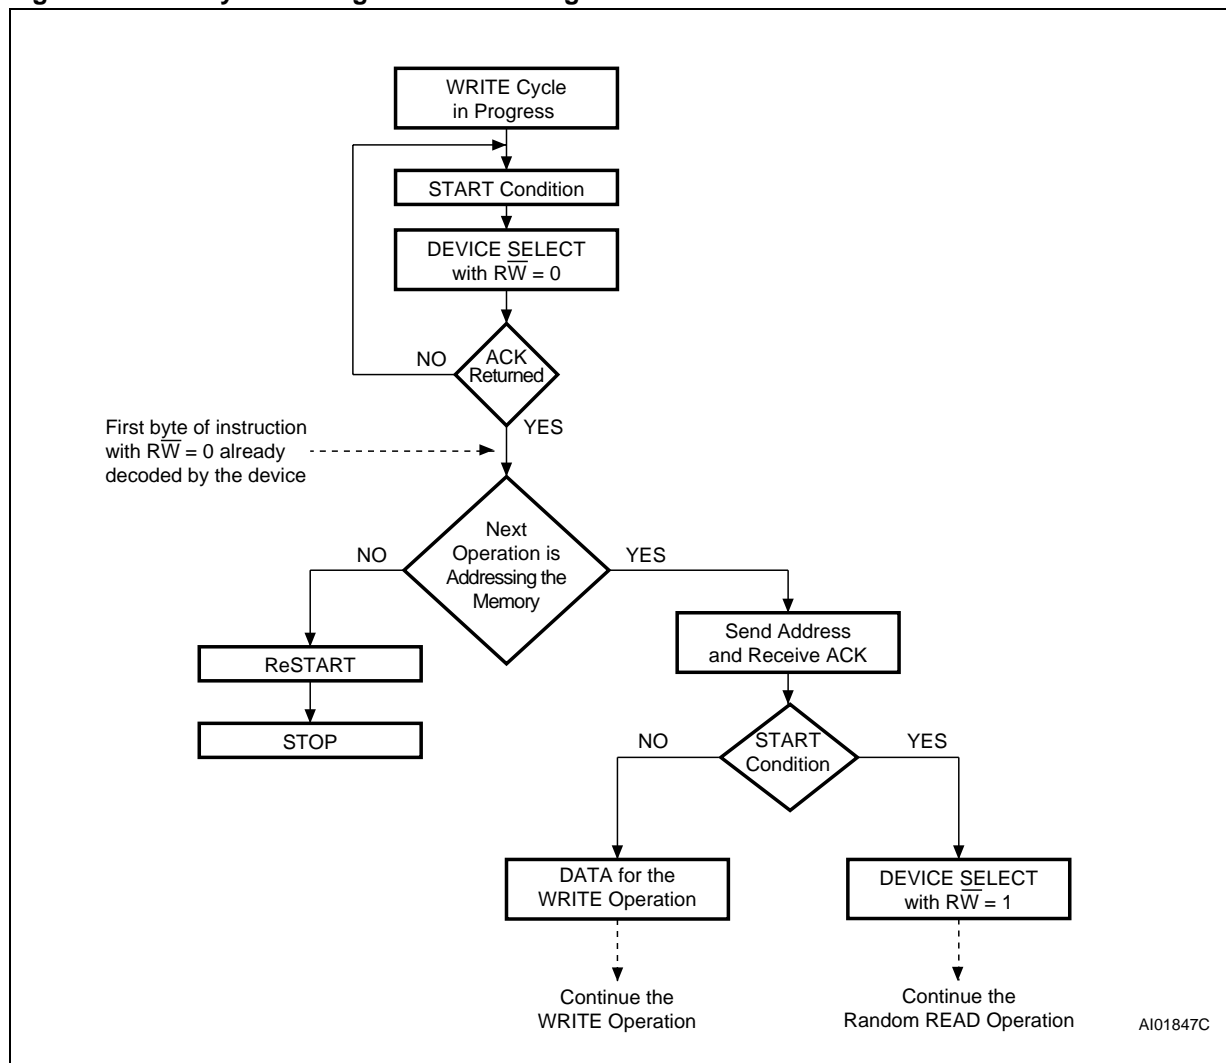 WRITE Cycle
in Progress
START Condition
DEVICE SELECT
with RW̅ = 0
NO
ACK
Returned
YES
First byte of instruction
with RW̅ = 0 already
decoded by the device
NO
Next
Operation is
Addressing the
Memory
YES
Send Address
and Receive ACK
ReSTART
STOP
NO
START
Condition
YES
DATA for the
WRITE Operation
DEVICE SELECT
with RW̅ = 1
Continue the
WRITE Operation
Continue the
Random READ Operation
AI01847C